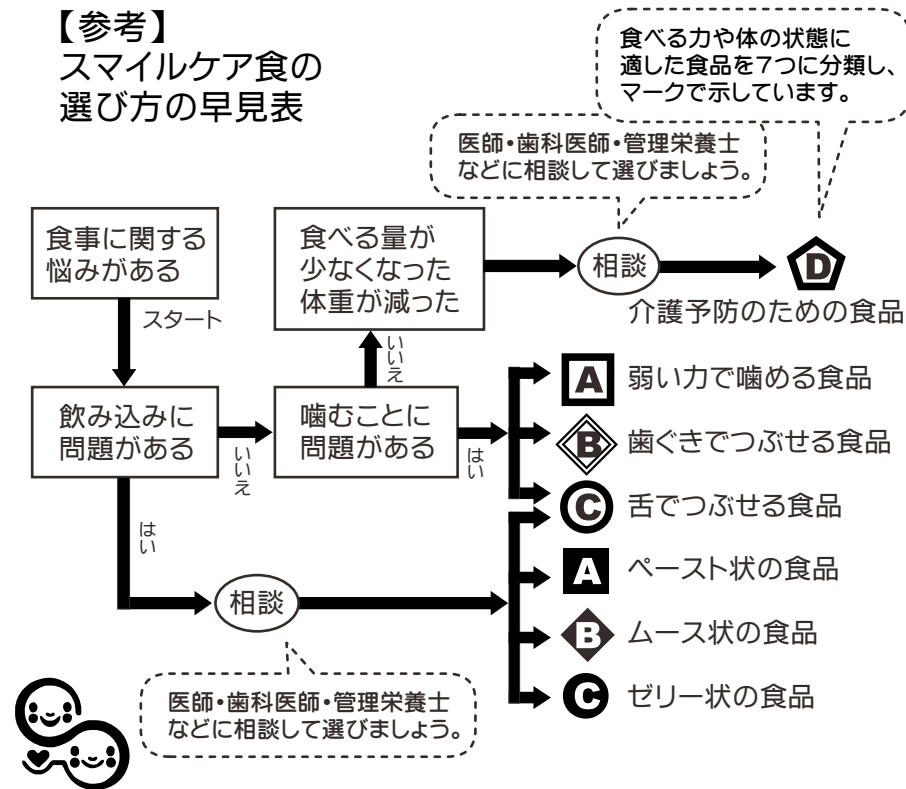 【参考】
スマイルケア食の
選び方の早見表
食べる力や体の状態に
適した食品を7つに分類し、
マークで示しています。
医師・歯科医師・管理栄養士
などに相談して選びましょう。
食事に関する
悩みがある
スタート
食べる量が
少なくなった
体重が減った
相談
D
介護予防のための食品
いいえ
飲み込みに
問題がある
いいえ
噛むことに
問題がある
はい
A 弱い力で噛める食品
B 歯ぐきでつぶせる食品
C 舌でつぶせる食品
はい
相談
A ペースト状の食品
B ムース状の食品
C ゼリー状の食品
医師・歯科医師・管理栄養士
などに相談して選びましょう。